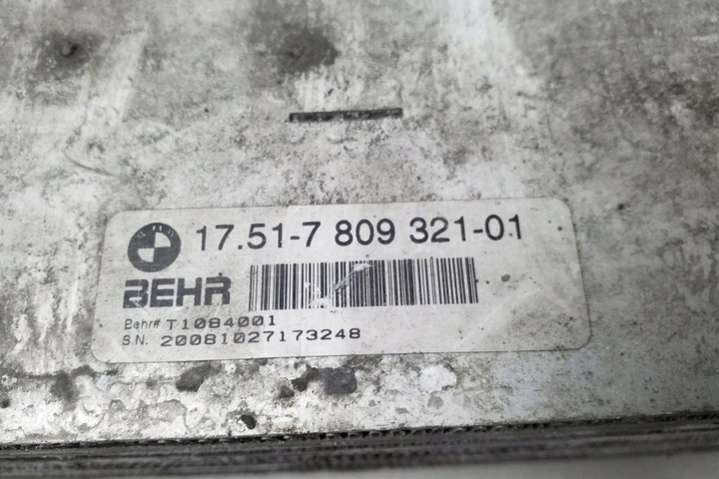 17.51-7 809 321-01
BEHR
Behr# T1084001
S.N. 20081027173248